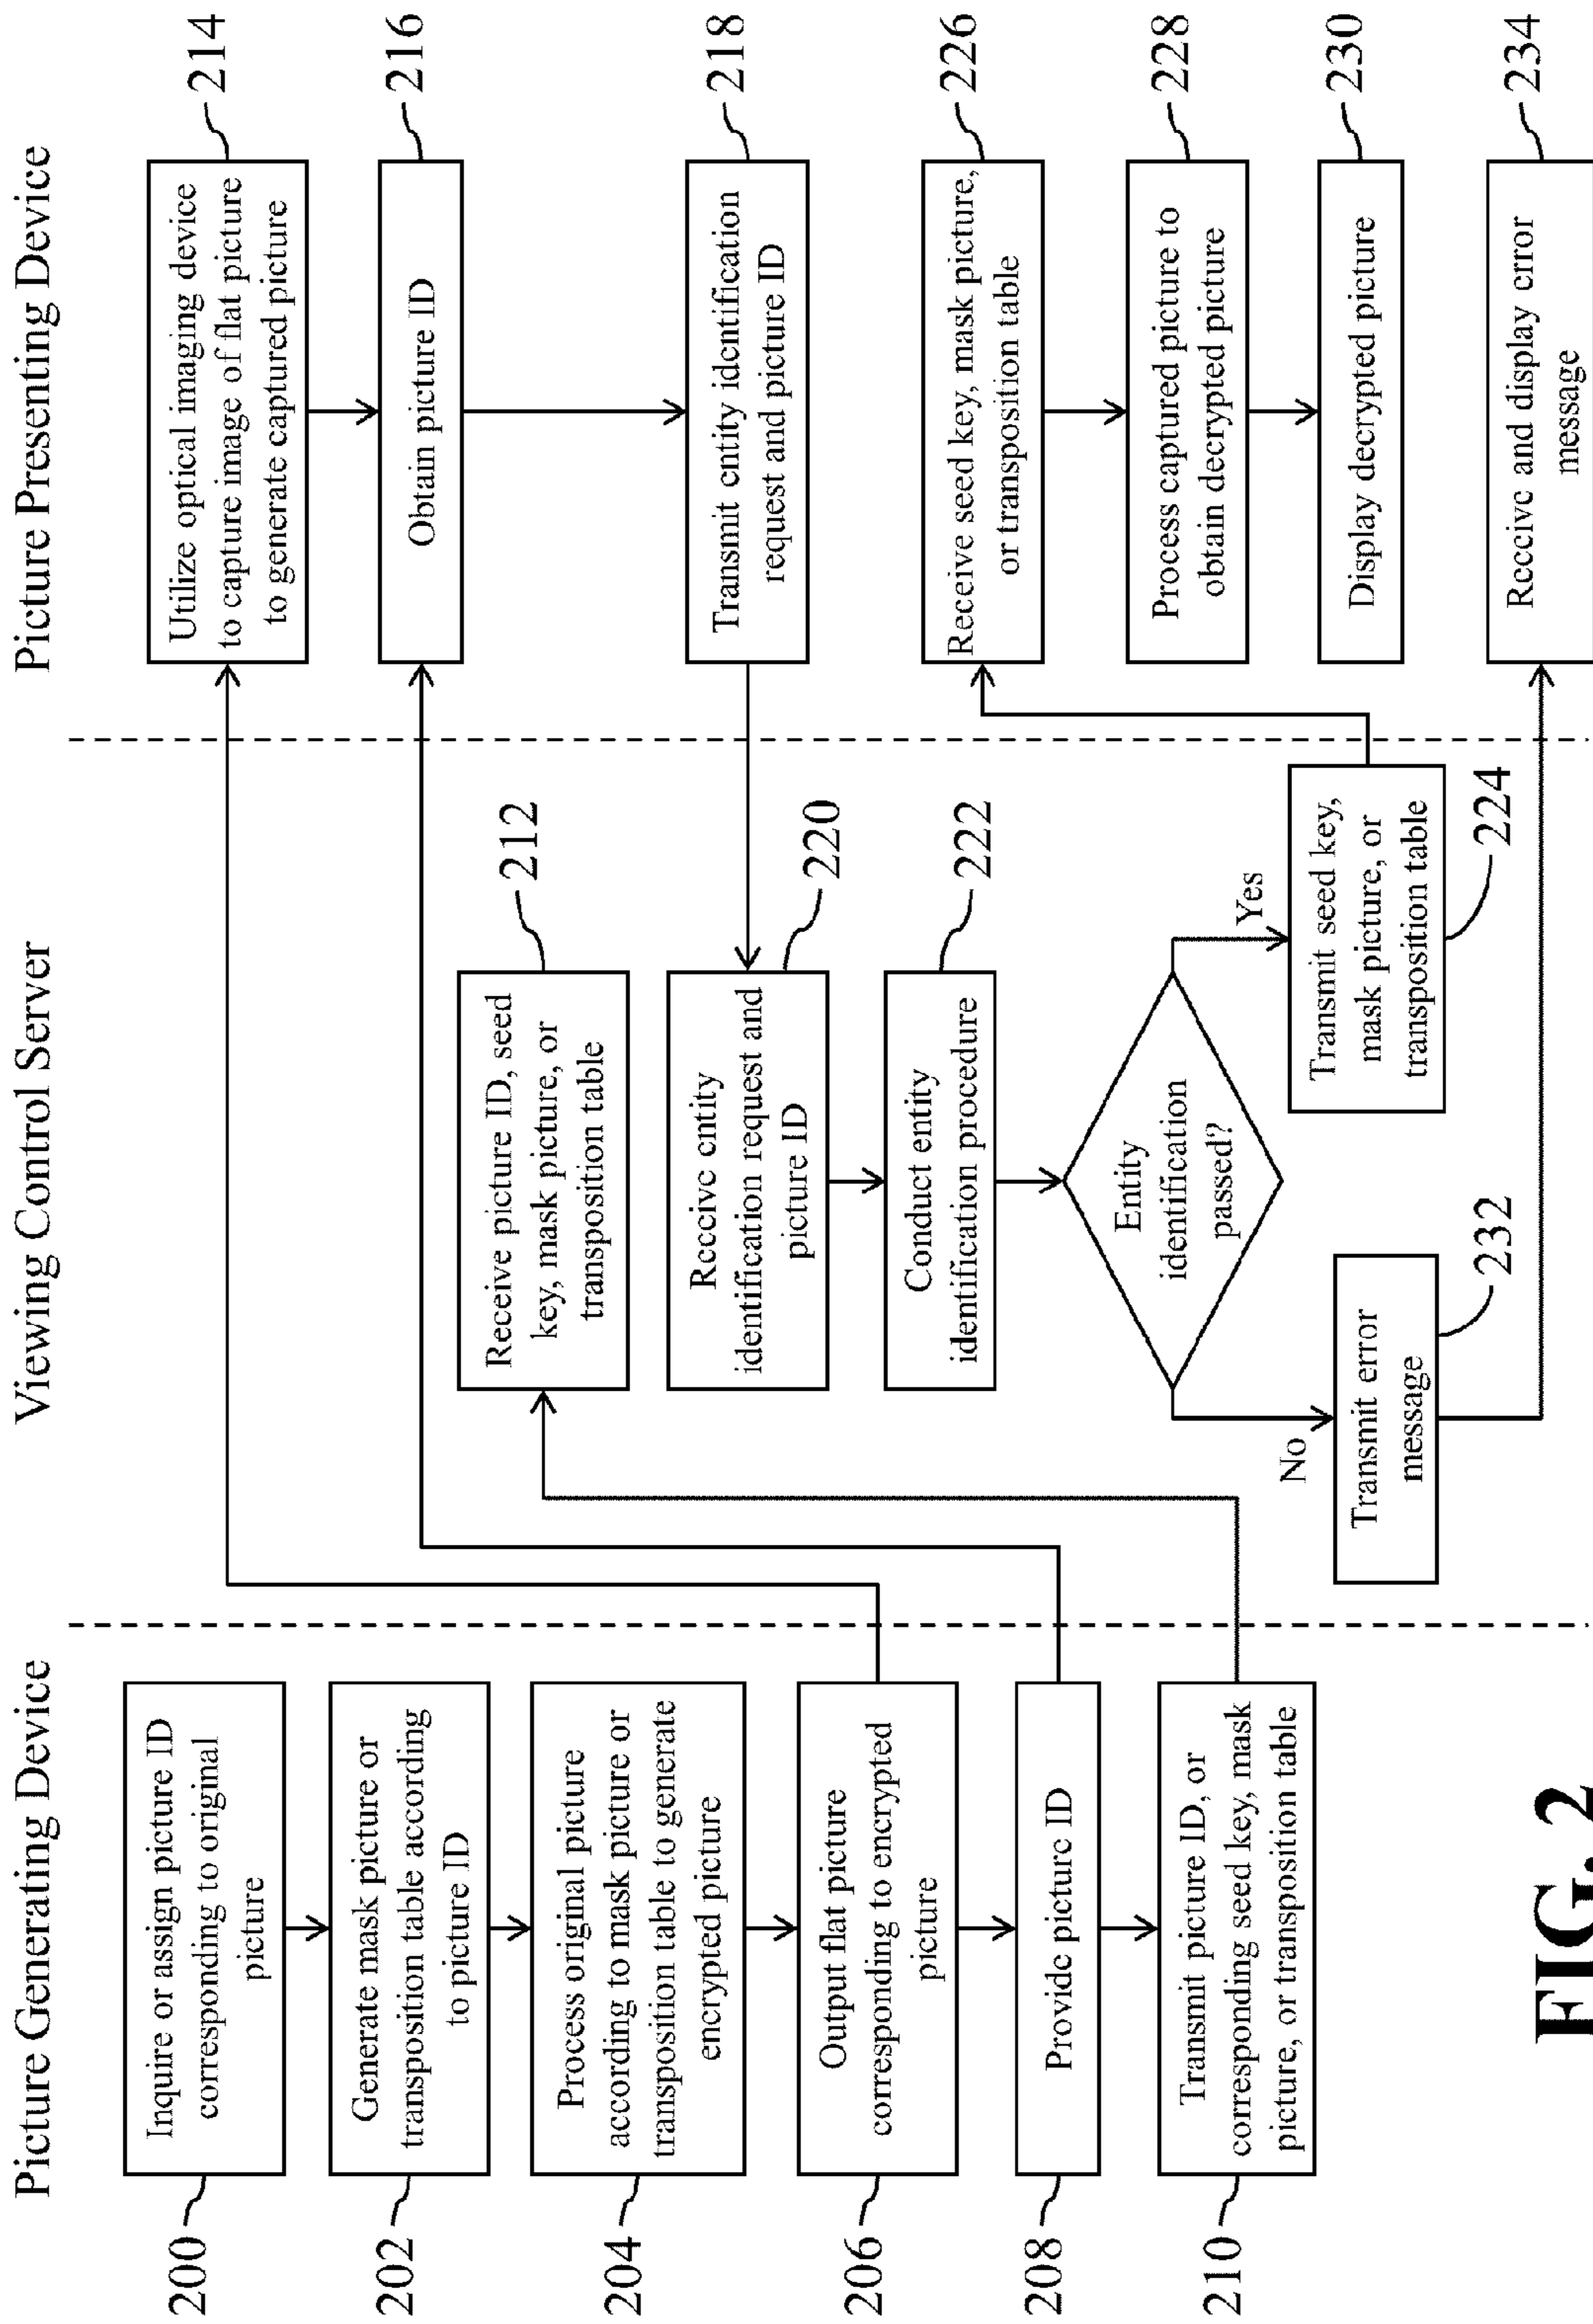 Picture Generating Device
200
Inquire or assign picture ID
corresponding to original
picture
202
Generate mask picture or
transposition table according
to picture ID
204
Process original picture
according to mask picture or
transposition table to generate
encrypted picture
206
Output flat picture
corresponding to encrypted
picture
208
Provide picture ID
210
Transmit picture ID, or
corresponding seed key, mask
picture, or transposition table
Viewing Control Server
212
Receive picture ID, seed
key, mask picture, or
transposition table
220
Receive entity
identification request and
picture ID
222
Conduct entity
identification procedure
Entity
identification
passed?
No
Yes
232
Transmit error
message
224
Transmit seed key,
mask picture, or
transposition table
Picture Presenting Device
214
Utilize optical imaging device
to capture image of flat picture
to generate captured picture
216
Obtain picture ID
218
Transmit entity identification
request and picture ID
226
Receive seed key, mask picture,
or transposition table
228
Process captured picture to
obtain decrypted picture
230
Display decrypted picture
234
Receive and display error
message
FIG. 2